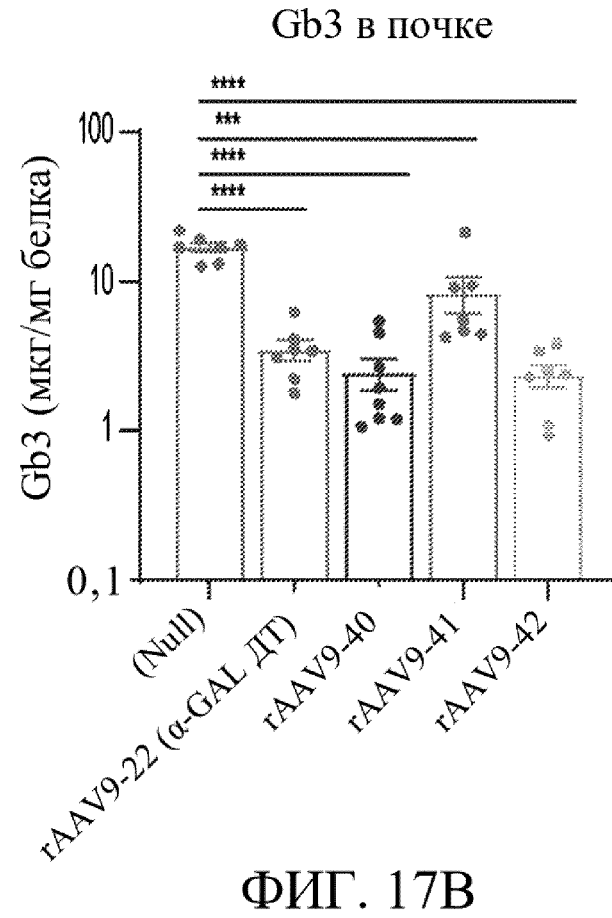 Gb3 в почке
****
***
****
****
Gb3 (мкг/мг белка)
100
10
1
0,1
(Null)
rAAV9-22 (α-GAL ДТ)
rAAV9-40
rAAV9-41
rAAV9-42
ФИГ. 17B